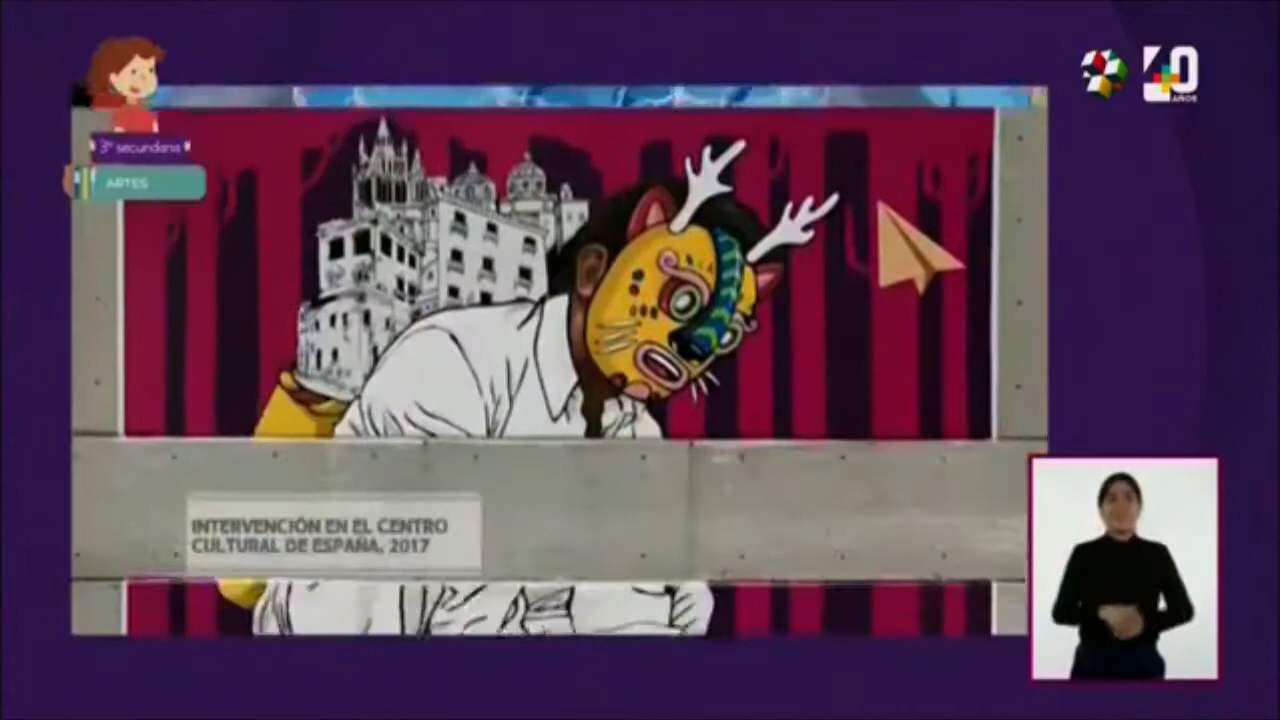 40
AÑOS
3° secundaria
ARTES
INTERVENCIÓN EN EL CENTRO
CULTURAL DE ESPAÑA, 2017